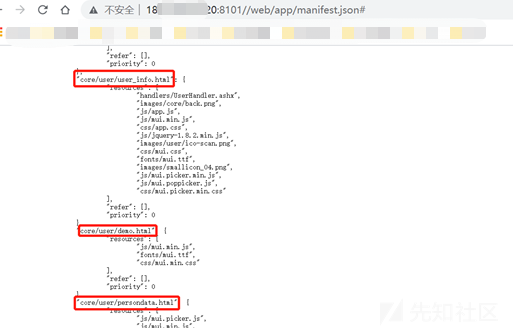 不安全 | 18 20:8101//web/app/manifest.json#
],
"refer": [],
"priority": 0
"core/user/user_info.html": {
"resources": [
"handlers/UserHandler.ashx",
"images/core/back.png",
"js/app.js",
"js/mui.min.js",
"css/app.css",
"js/jquery-1.8.2.min.js",
"images/user/ico-scan.png",
"css/mui.css",
"fonts/mui.ttf",
"images/smallicon_04.png",
"js/mui.picker.min.js",
"js/mui.poppicker.js",
"css/mui.picker.min.css"
],
"refer": [],
"priority": 0
}
"core/user/demo.html" {
"resources": [
"js/mui.min.js",
"fonts/mui.ttf",
"css/mui.min.css"
],
"refer": [],
"priority": 0
}
"core/user/persondata.html" {
"resources": [
"js/mui.picker.js",
"js/mui.min.js",
先知社区